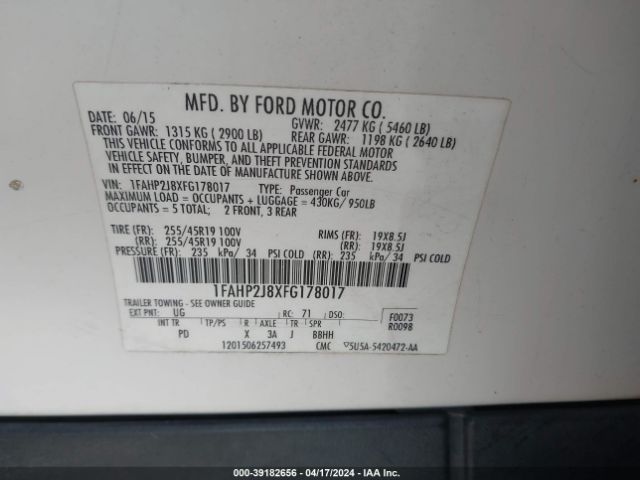 MFD. BY FORD MOTOR CO.
DATE: 06/15 GVWR: 2477 KG ( 5460 LB)
FRONT GAWR: 1315 KG ( 2900 LB) REAR GAWR: 1198 KG ( 2640 LB)
THIS VEHICLE CONFORMS TO ALL APPLICABLE FEDERAL MOTOR
VEHICLE SAFETY, BUMPER, AND THEFT PREVENTION STANDARDS
IN EFFECT ON THE DATE OF MANUFACTURE SHOWN ABOVE.
VIN: 1FAHP2J8XFG178017 TYPE: Passenger Car
MAXIMUM LOAD = OCCUPANTS + LUGGAGE = 430KG/ 950LB
OCCUPANTS = 5 TOTAL; 2 FRONT, 3 REAR
TIRE (FR): 255/45R19 100V RIMS (FR): 19X8.5J
(RR): 255/45R19 100V (RR): 19X8.5J
PRESSURE (FR): 235 kPa/ 34 PSI COLD (RR): 235 kPa/ 34 PSI COLD
1FAHP2J8XFG178017
TRAILER TOWING - SEE OWNER GUIDE
EXT PNT: UG RC: 71 DSO: F0073
INT TR TP/PS R AXLE TR SPR R0098
PD X 3A J BBHH
1201506257493 CMC ▽5U5A-5420472-AA
000-39182656 - 04/17/2024 - IAA Inc.